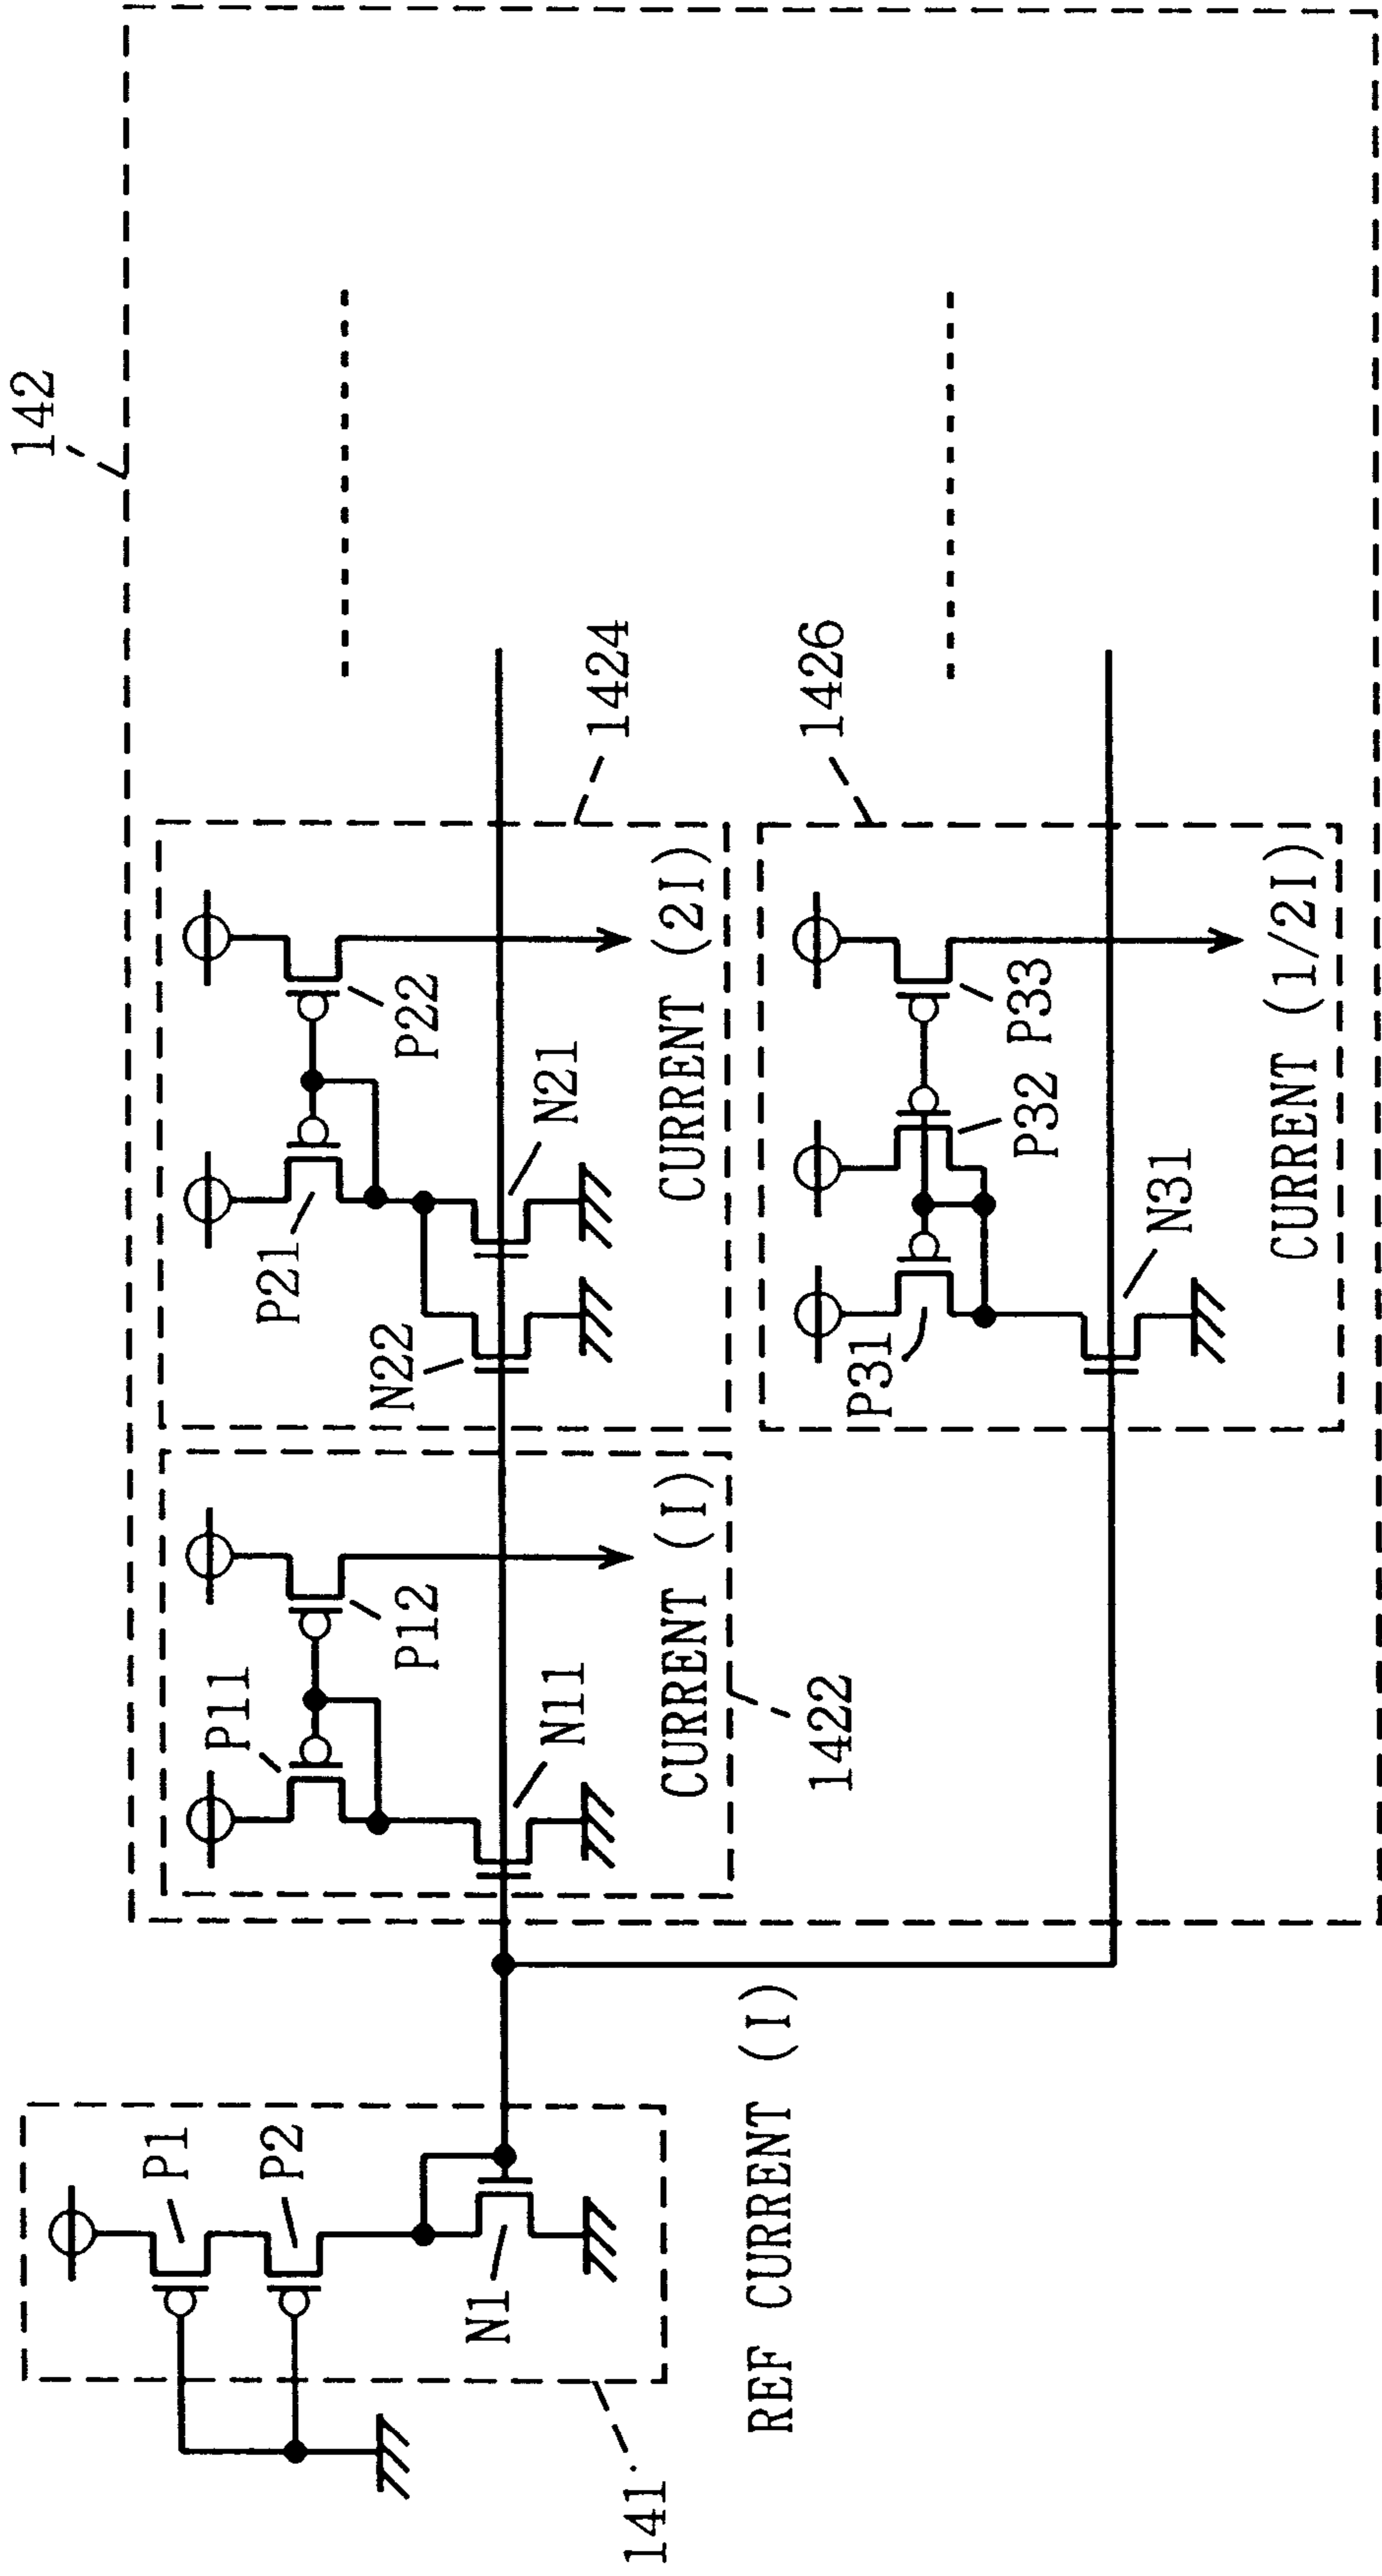 142
141
P1
P2
N1
REF CURRENT (I)
P11
P12
N11
CURRENT (I)
1422
P21
P22
N22
N21
CURRENT (2I)
1424
P31
P32
P33
N31
CURRENT (1/2I)
1426